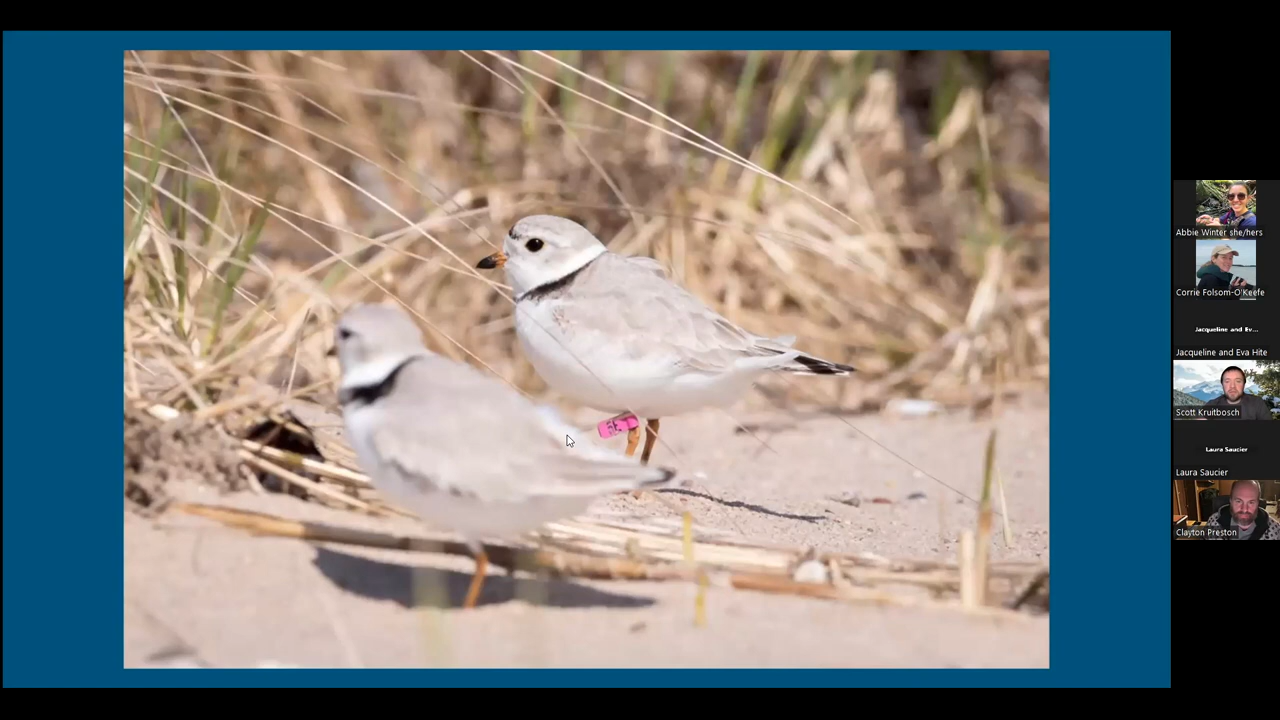 Abbie Winter she/hers
Corrie Folsom-O'Keefe
Jacqueline and Ev...
Jacqueline and Eva Hite
Scott Kruitbosch
Laura Saucier
Laura Saucier
Clayton Preston